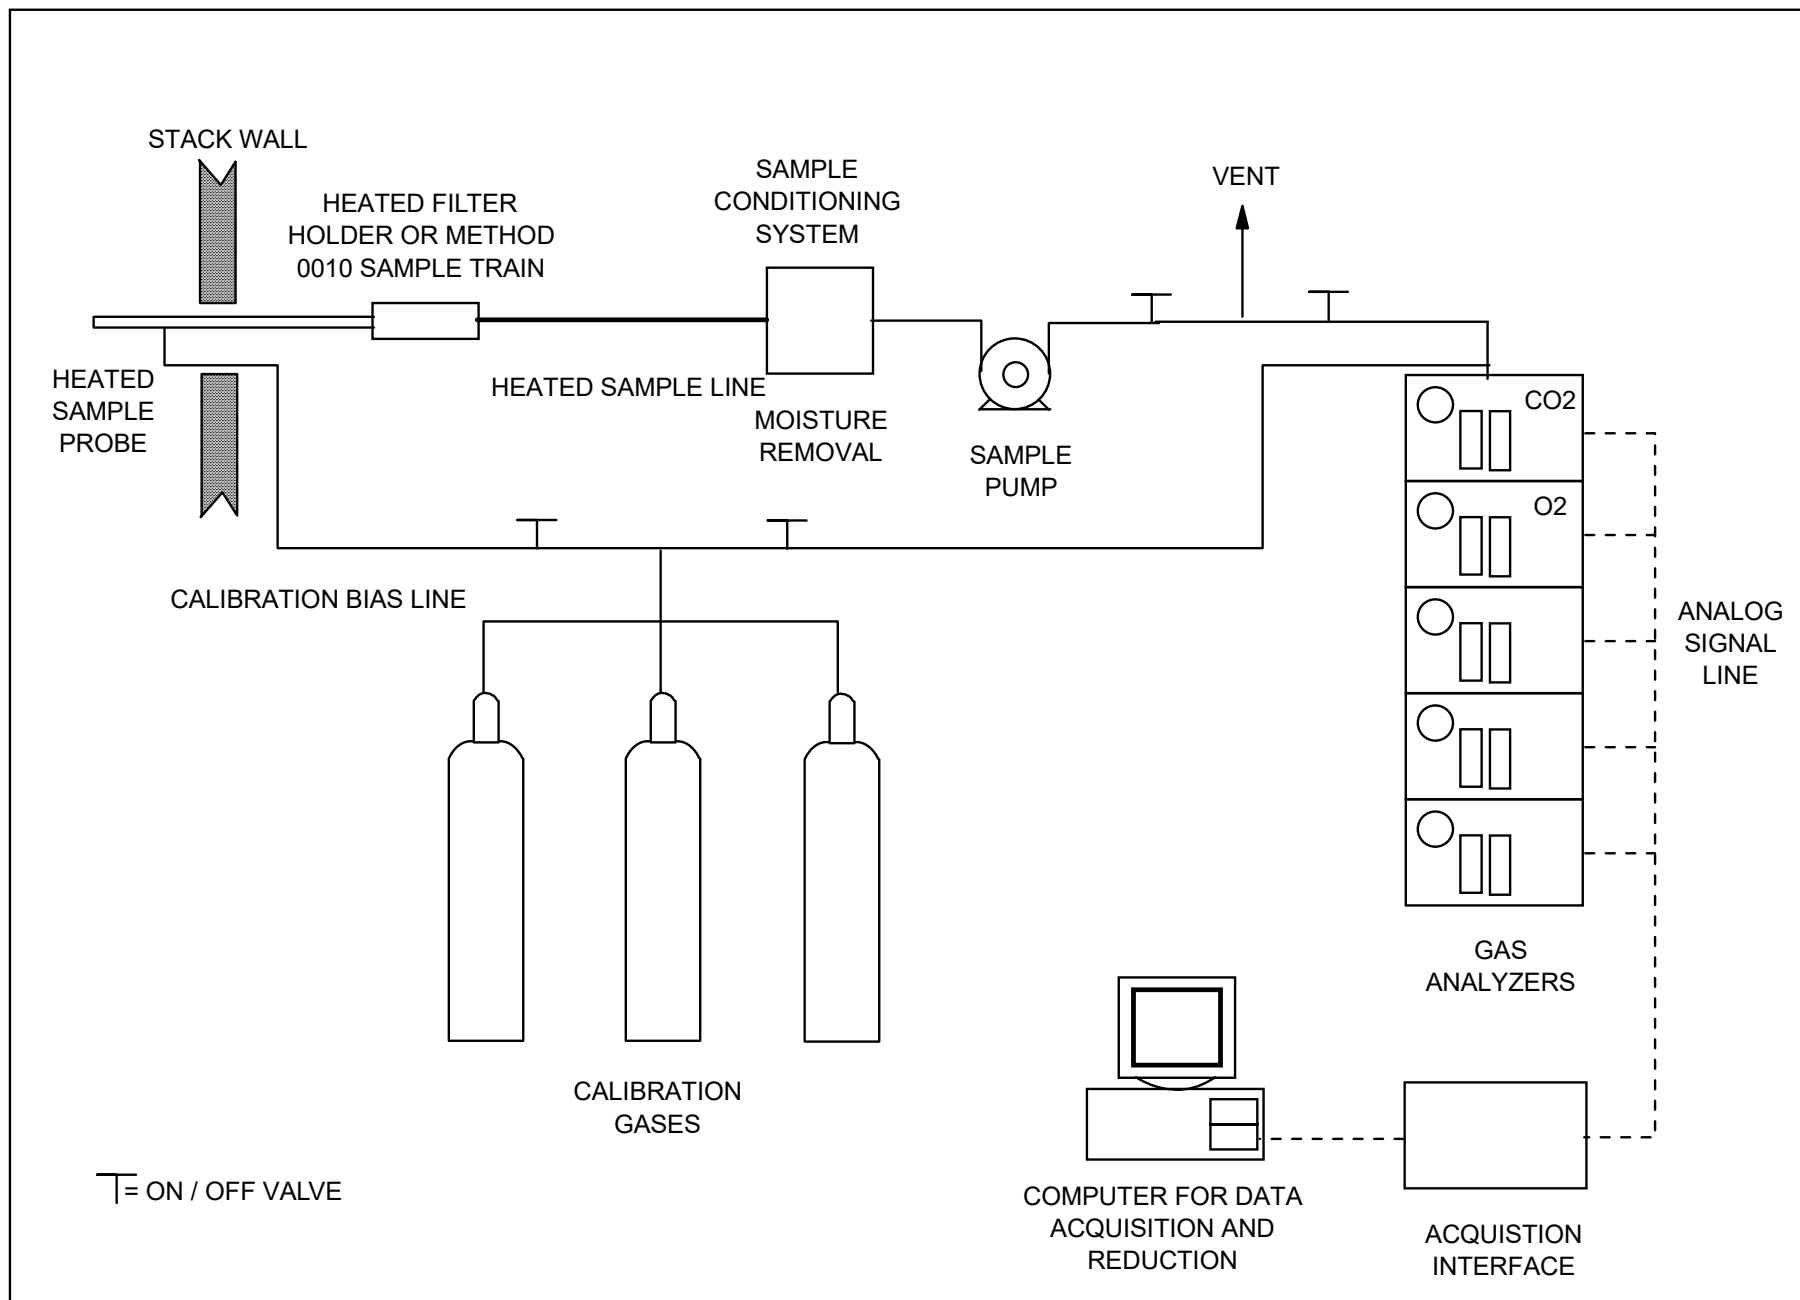 STACK WALL
HEATED FILTER
HOLDER OR METHOD
0010 SAMPLE TRAIN
SAMPLE
CONDITIONING
SYSTEM
VENT
HEATED
SAMPLE
PROBE
HEATED SAMPLE LINE
MOISTURE
REMOVAL
SAMPLE
PUMP
CO2
O2
CALIBRATION BIAS LINE
ANALOG
SIGNAL
LINE
GAS
ANALYZERS
CALIBRATION
GASES
= ON / OFF VALVE
COMPUTER FOR DATA
ACQUISITION AND
REDUCTION
ACQUISTION
INTERFACE